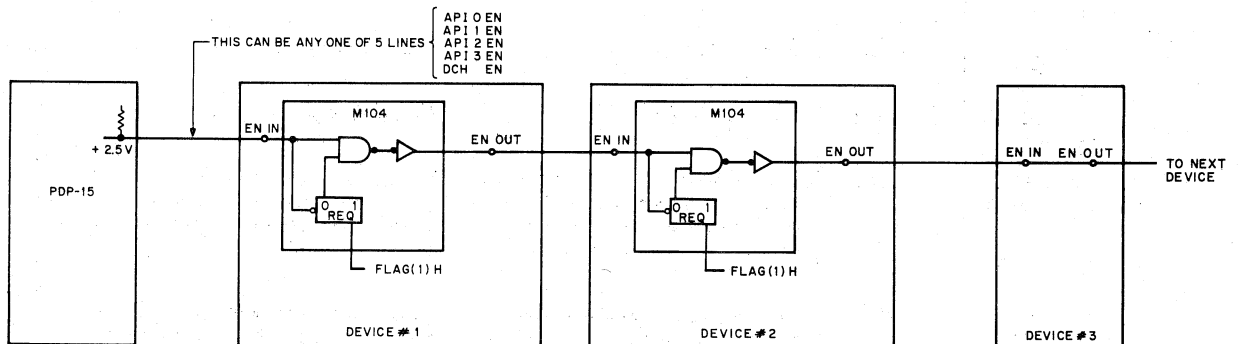 API 0 EN
API 1 EN
API 2 EN
API 3 EN
DCH EN
THIS CAN BE ANY ONE OF 5 LINES
PDP-15
+ 2.5V
EN IN
M104
0 1
REQ
FLAG(1) H
EN OUT
DEVICE # 1
EN IN
M104
0 1
REQ
FLAG(1) H
EN OUT
DEVICE #2
EN IN
EN OUT
DEVICE #3
TO NEXT
DEVICE